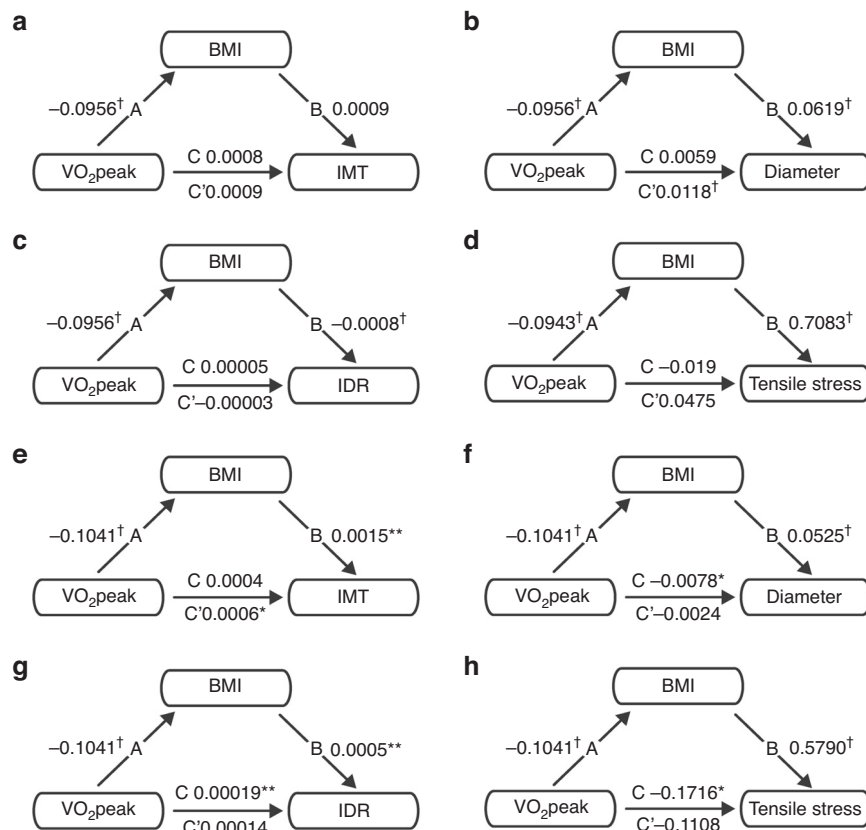 a
b
BMI
BMI
–0.0956† A
B 0.0009
–0.0956† A
B 0.0619†
C 0.0008
C 0.0059
VO₂peak
IMT
VO₂peak
Diameter
C’0.0009
C’0.0118†
c
d
BMI
BMI
–0.0956† A
B –0.0008†
–0.0943† A
B 0.7083†
C 0.00005
C –0.019
VO₂peak
IDR
VO₂peak
Tensile stress
C’–0.00003
C’0.0475
e
f
BMI
BMI
–0.1041† A
B 0.0015**
–0.1041† A
B 0.0525†
C 0.0004
C –0.0078*
VO₂peak
IMT
VO₂peak
Diameter
C’0.0006*
C’–0.0024
g
h
BMI
BMI
–0.1041† A
B 0.0005**
–0.1041† A
B 0.5790†
C 0.00019**
C –0.1716*
VO₂peak
IDR
VO₂peak
Tensile stress
C’0.00014
C’–0.1108